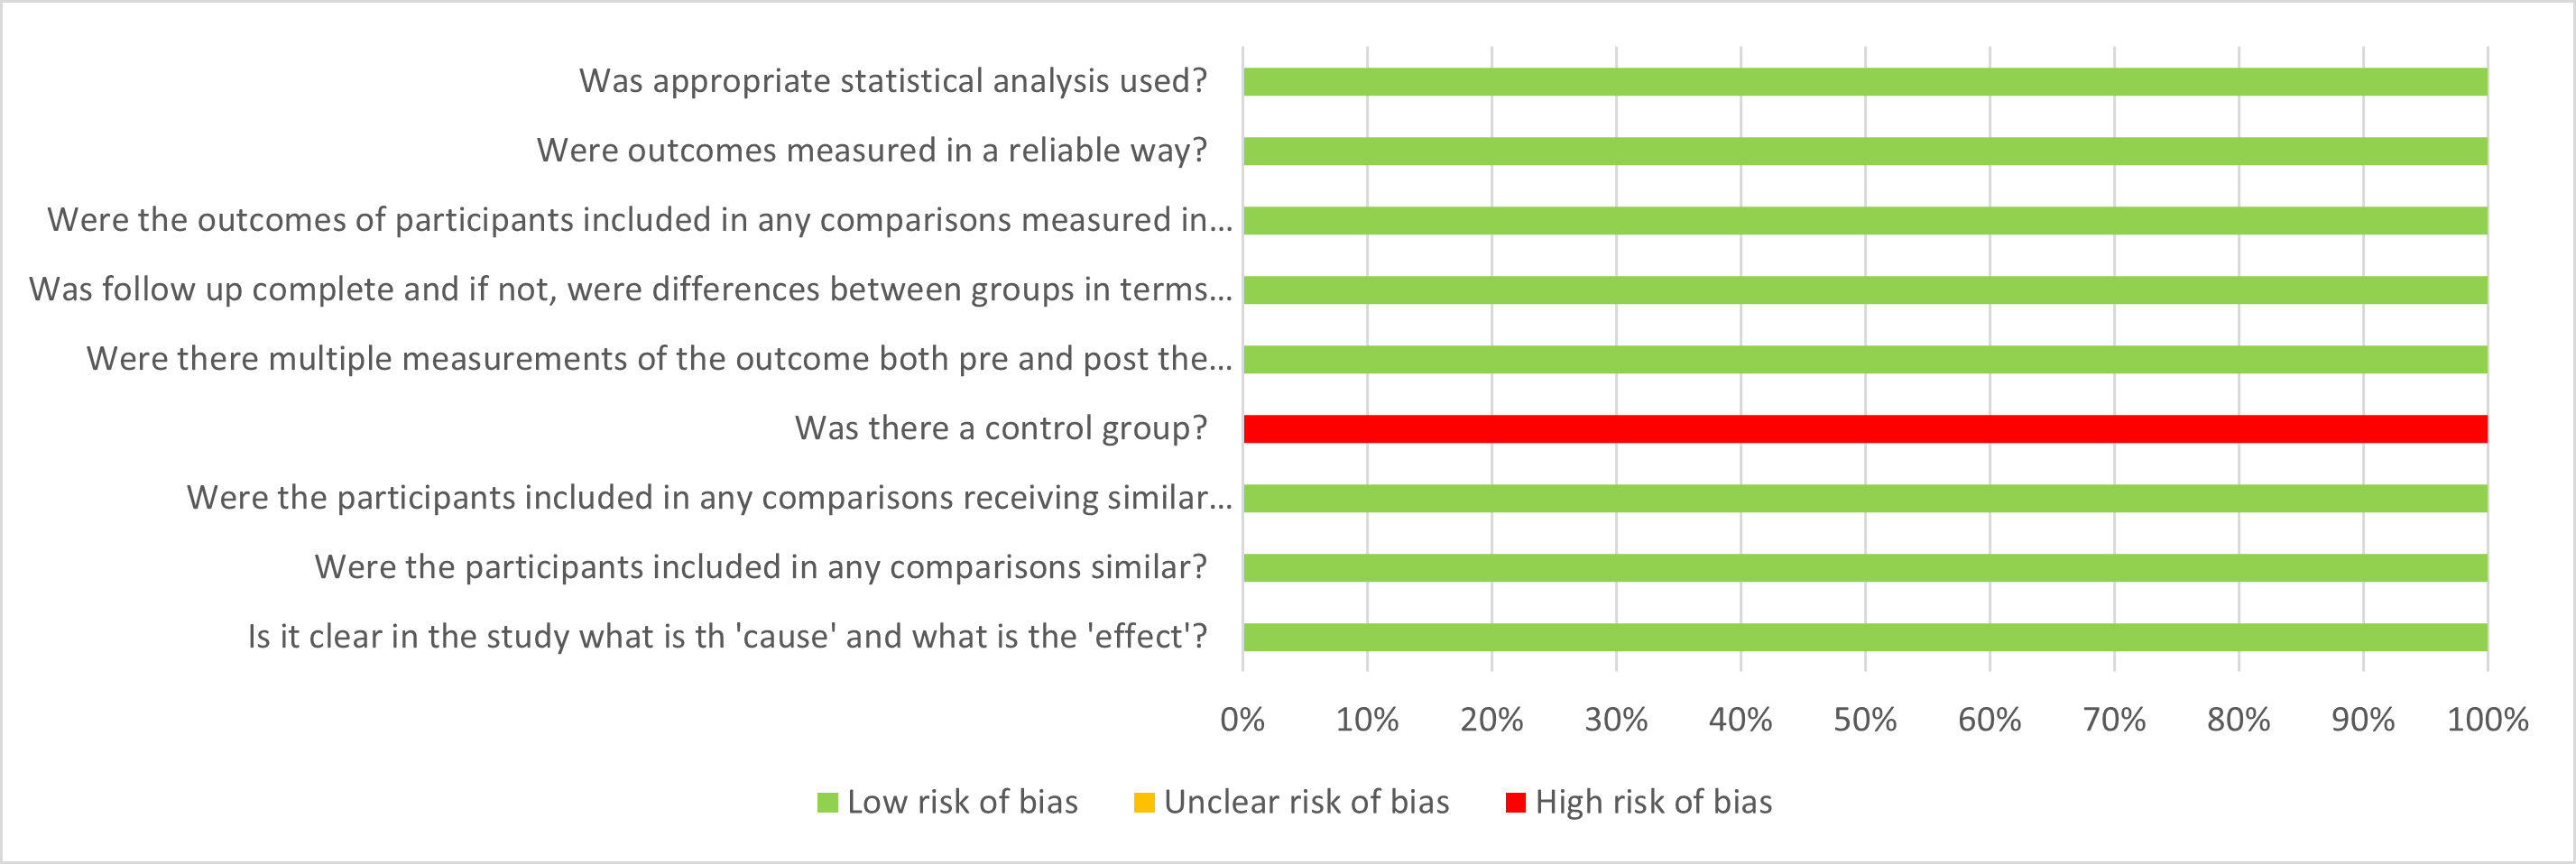 Was appropriate statistical analysis used?
Were outcomes measured in a reliable way?
Were the outcomes of participants included in any comparisons measured in...
Was follow up complete and if not, were differences between groups in terms...
Were there multiple measurements of the outcome both pre and post the...
Was there a control group?
Were the participants included in any comparisons receiving similar...
Were the participants included in any comparisons similar?
Is it clear in the study what is th 'cause' and what is the 'effect'?
0% 10% 20% 30% 40% 50% 60% 70% 80% 90% 100%
Low risk of bias Unclear risk of bias High risk of bias